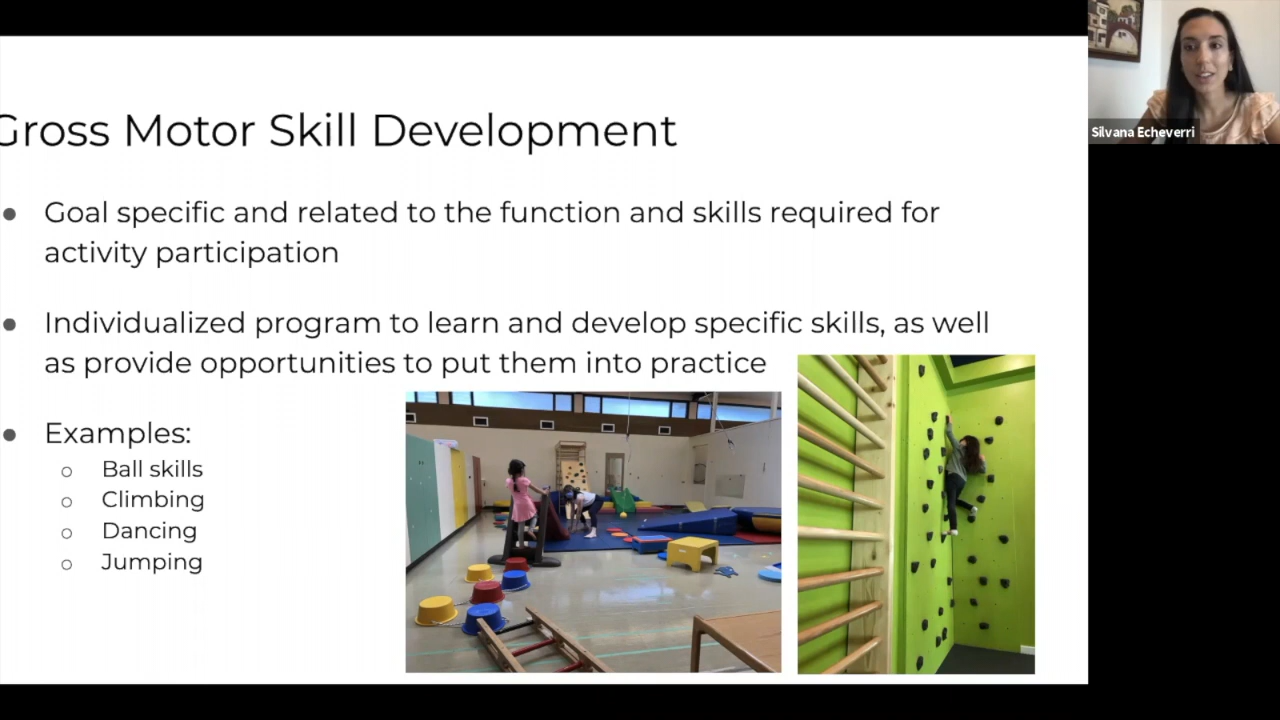 Gross Motor Skill Development
● Goal specific and related to the function and skills required for
activity participation
● Individualized program to learn and develop specific skills, as well
as provide opportunities to put them into practice
● Examples:
○ Ball skills
○ Climbing
○ Dancing
○ Jumping
Silvana Echeverri